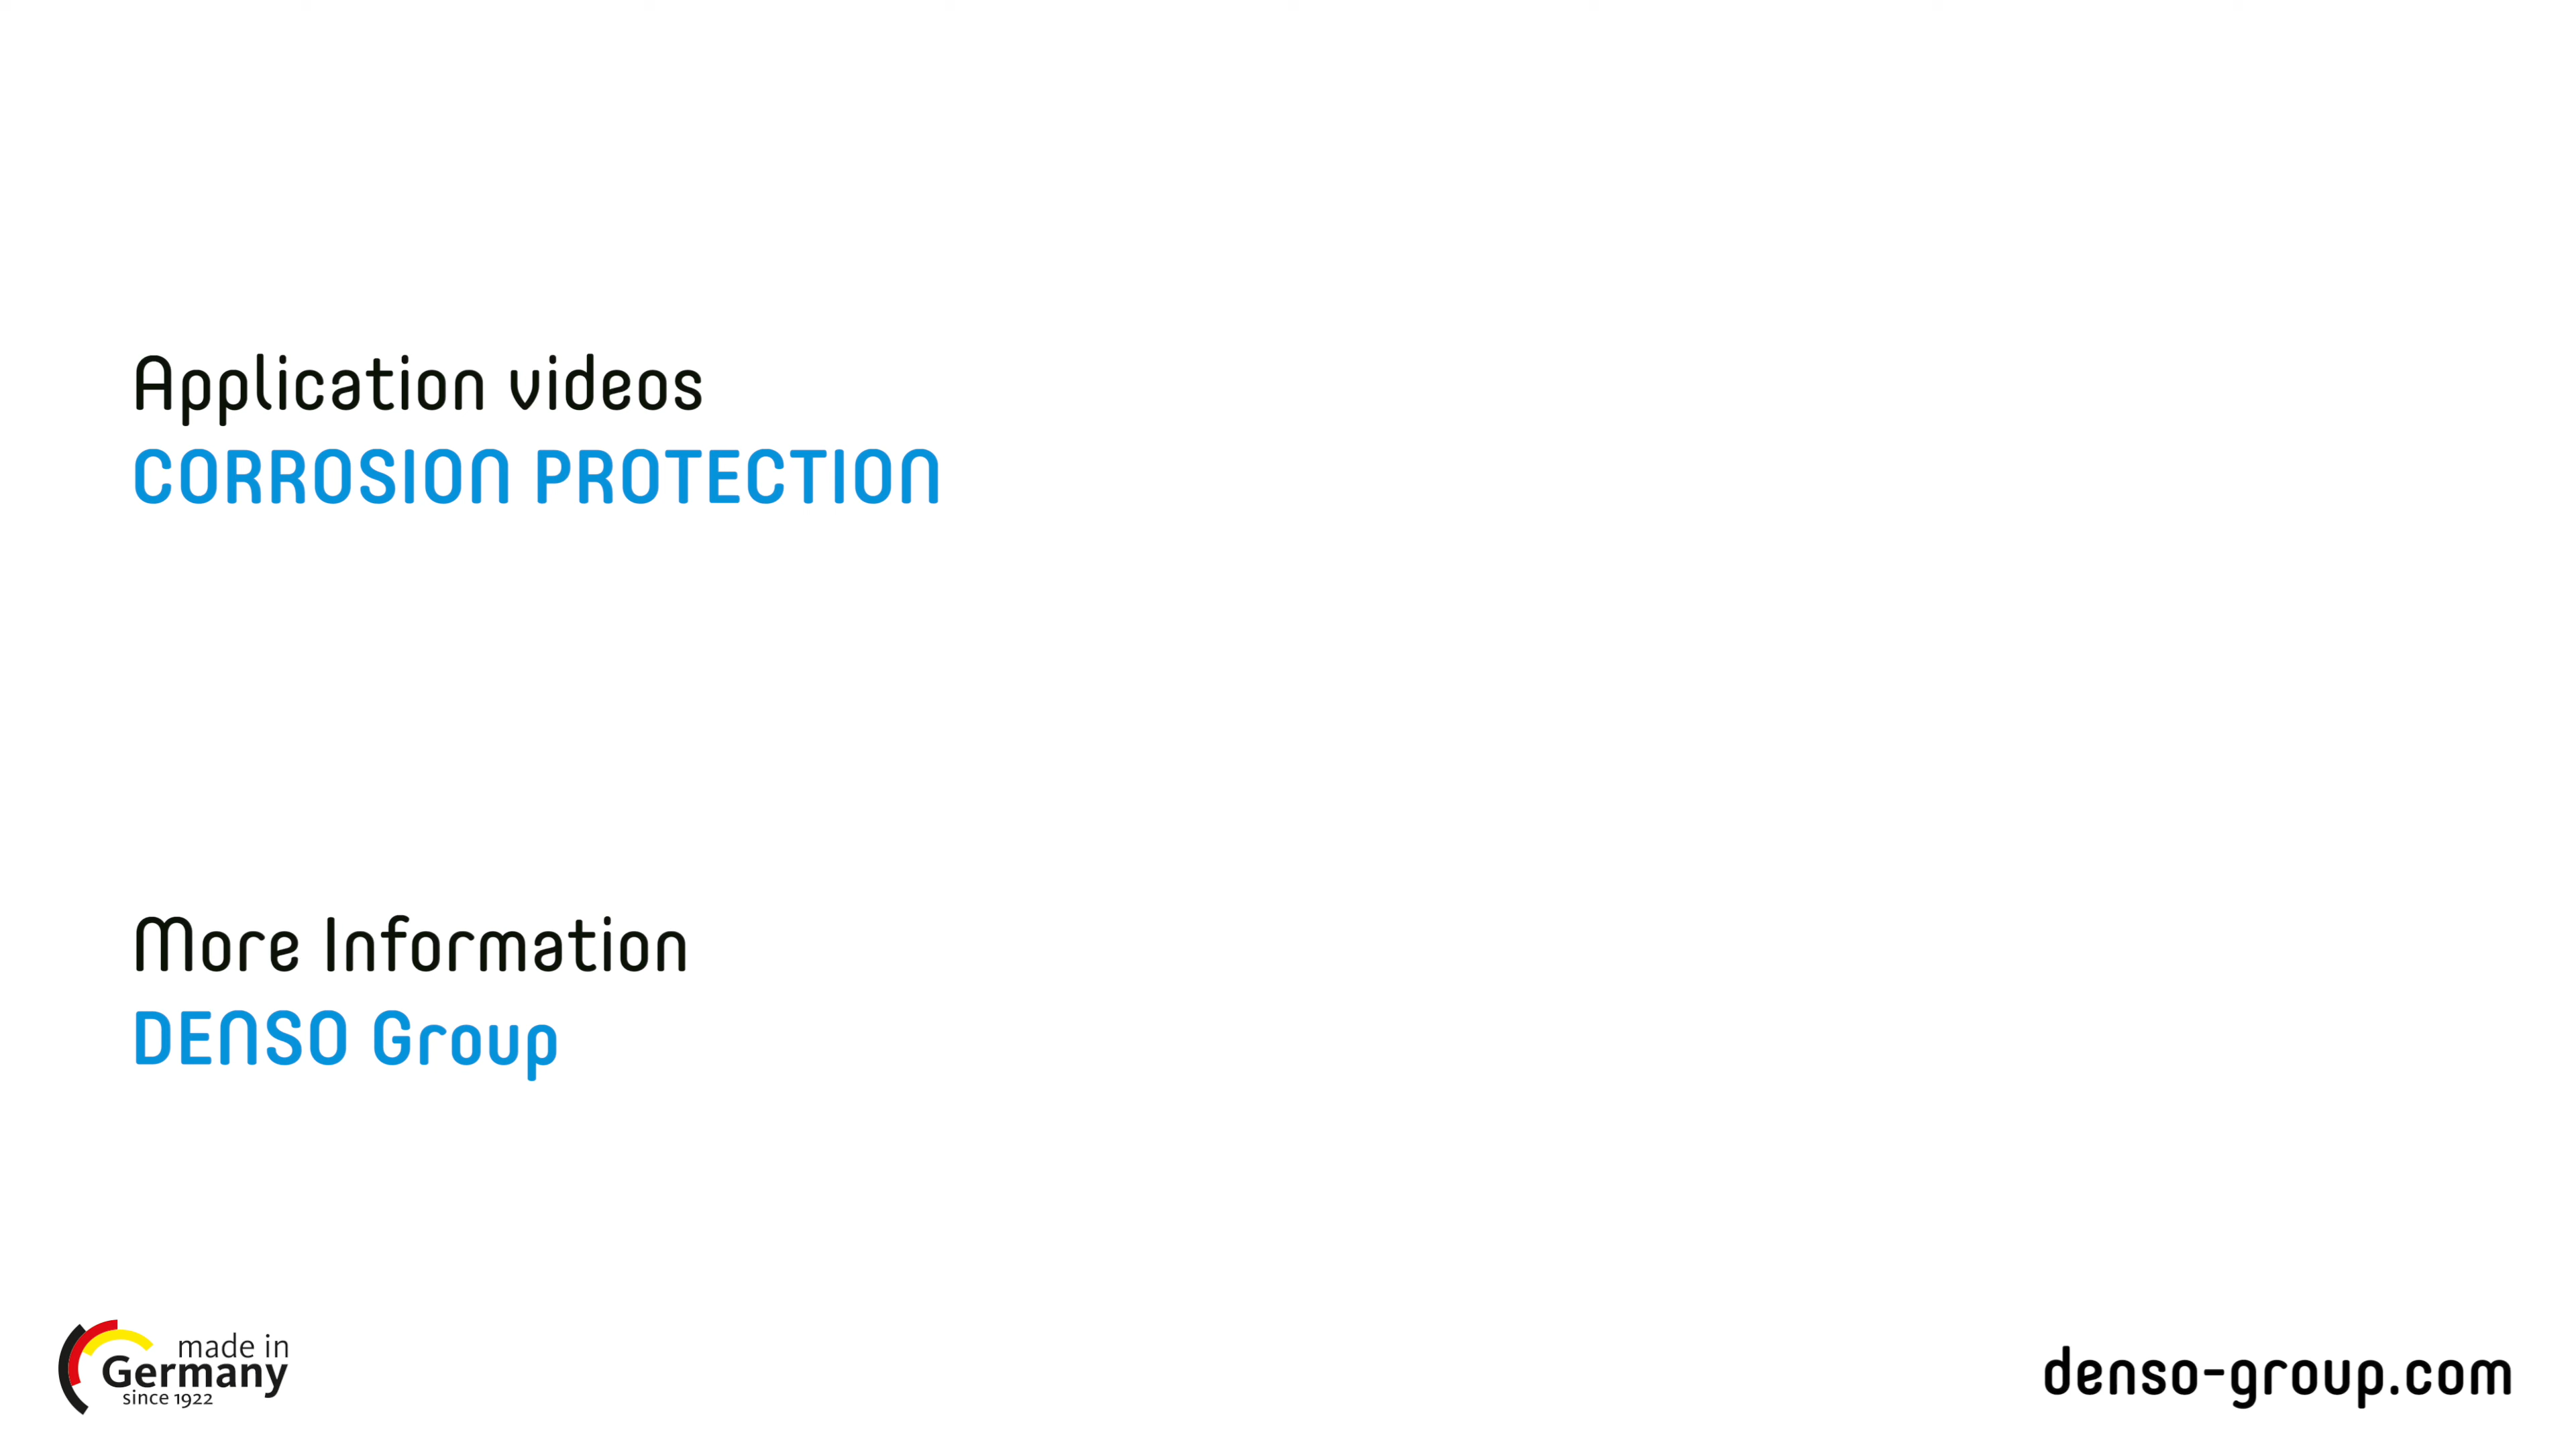 Application videos
CORROSION PROTECTION
More Information
DENSO Group
made in
Germany
since 1922
denso-group.com